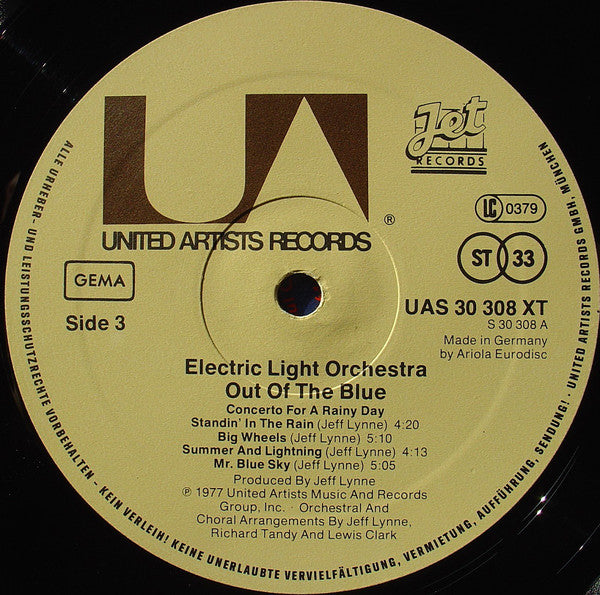 UA
®
UNITED ARTISTS RECORDS
Jet
RECORDS
LC 0379
GEMA
ST 33
Side 3
UAS 30 308 XT
S 30 308 A
Made in Germany
by Ariola Eurodisc
Electric Light Orchestra
Out Of The Blue
Concerto For A Rainy Day
Standin' In The Rain (Jeff Lynne) 4:20
Big Wheels (Jeff Lynne) 5:10
Summer And Lightning (Jeff Lynne) 4:13
Mr. Blue Sky (Jeff Lynne) 5:05
Produced By Jeff Lynne
℗ 1977 United Artists Music And Records
Group, Inc. · Orchestral And
Choral Arrangements By Jeff Lynne,
Richard Tandy And Lewis Clark
ALLE URHEBER- UND LEISTUNGSSCHUTZRECHTE VORBEHALTEN - KEIN VERLEIH! KEINE UNERLAUBTE VERVIELFÄLTIGUNG, VERMIETUNG, AUFFÜHRUNG, SENDUNG! · UNITED ARTISTS RECORDS GMBH, MÜNCHEN